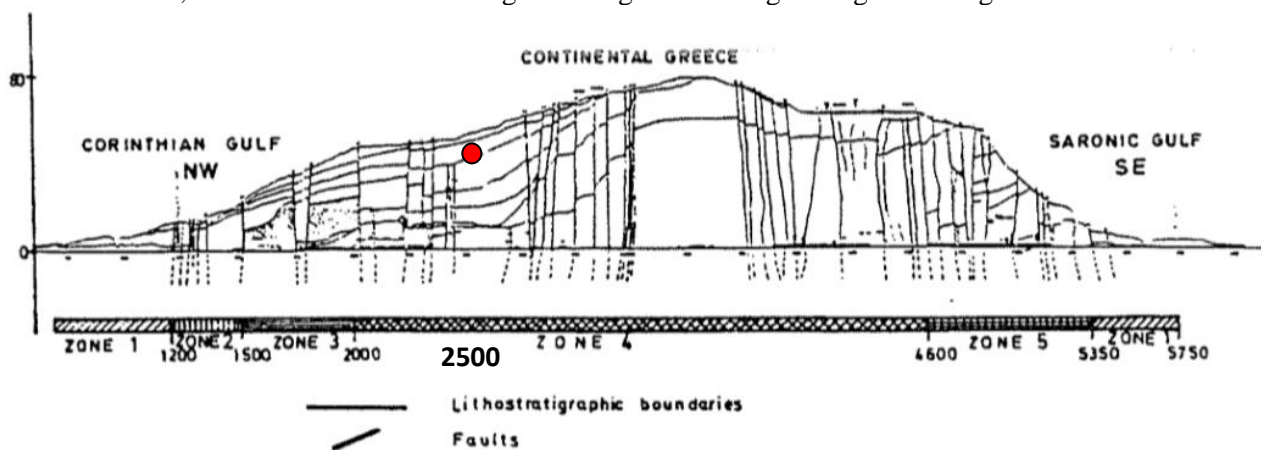 CONTINENTAL GREECE
80
CORINTHIAN GULF
NW
SARONIC GULF
SE
0
ZONE 1 ZONE 2 ZONE 3 ZONE 4 ZONE 5 ZONE 1
1200 1500 2000 2500 4600 5350 5750
Lithostratigraphic boundaries
Faults